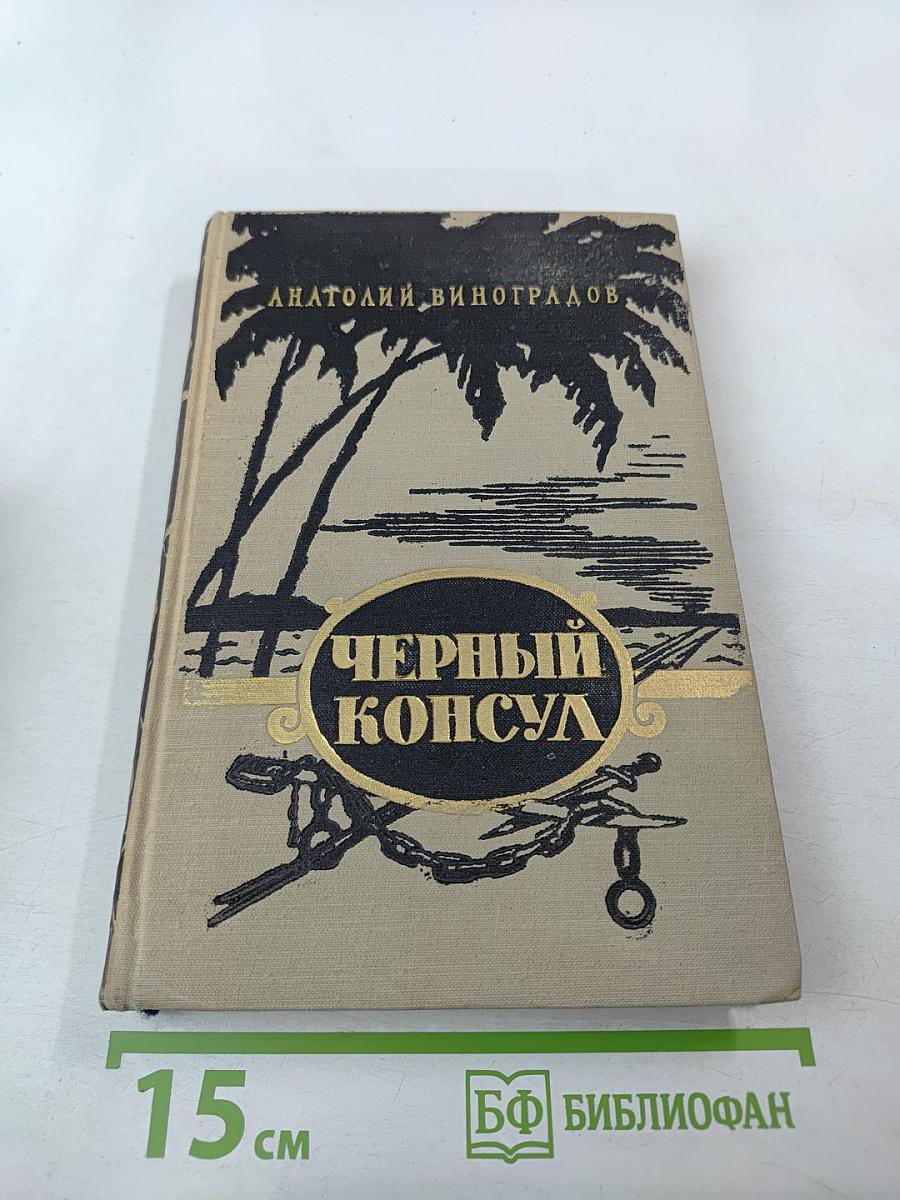 АНАТОЛИЙ ВИНОГРАДОВ
ЧЕРНЫЙ
КОНСУЛ
15 см
БФ БИБЛИОФАН